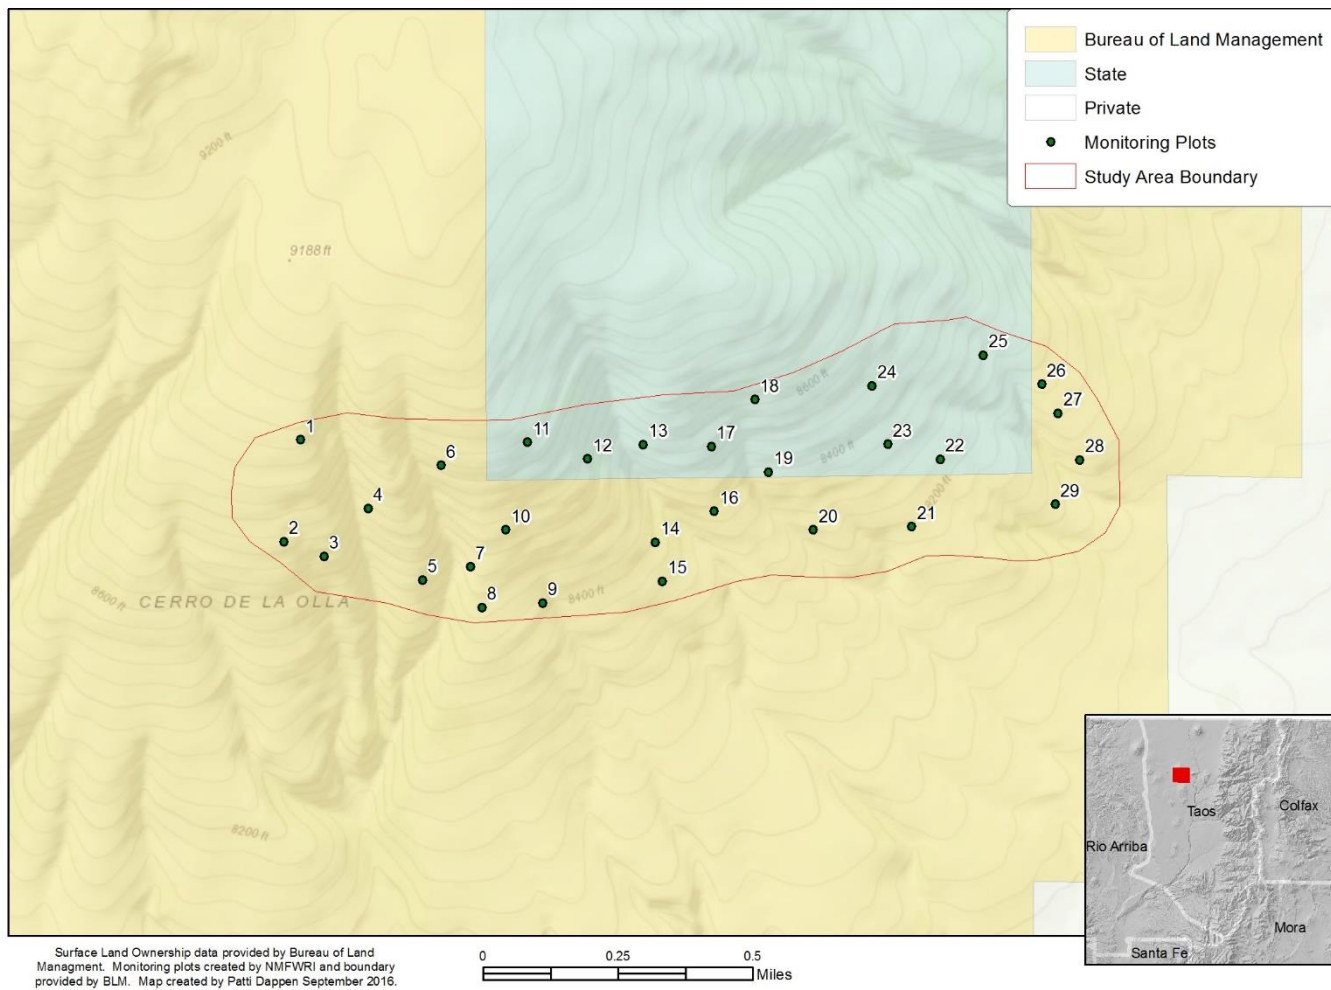 Bureau of Land Management
State
Private
Monitoring Plots
Study Area Boundary
9200 ft
9188 ft
25
26
24
18
27
1
11
13
17
23
12
22
28
6
19
4
16
29
10
20
21
2
14
3
7
5
15
8
9
8600 ft
8400 ft
8200 ft
8600 ft
CERRO DE LA OLLA
8400 ft
8200 ft
Taos
Colfax
Rio Arriba
Mora
Santa Fe
Surface Land Ownership data provided by Bureau of Land
Managment. Monitoring plots created by NMFWRI and boundary
provided by BLM. Map created by Patti Dappen September 2016.
0 0.25 0.5
Miles